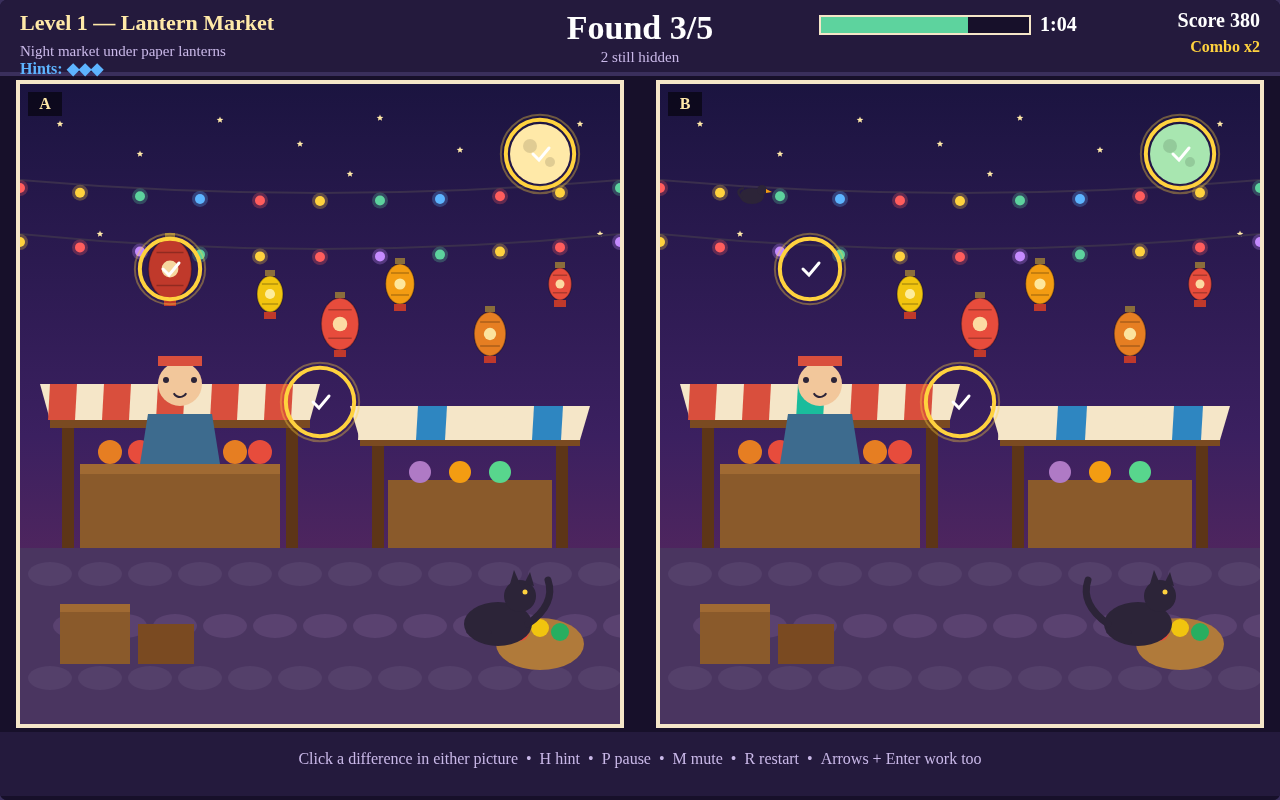 Level 1 — Lantern Market
Night market under paper lanterns
Hints: ◆◆◆
Found 3/5
2 still hidden
1:04
Score 380
Combo x2
A
B
Click a difference in either picture • H hint • P pause • M mute • R restart • Arrows + Enter work too